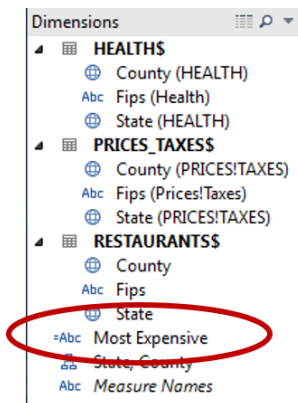 Dimensions
HEALTH$
County (HEALTH)
Abc Fips (Health)
State (HEALTH)
PRICES_TAXES$
County (PRICES!TAXES)
Abc Fips (Prices!Taxes)
State (PRICES!TAXES)
RESTAURANTS$
County
Abc Fips
State
=Abc Most Expensive
State, County
Abc Measure Names